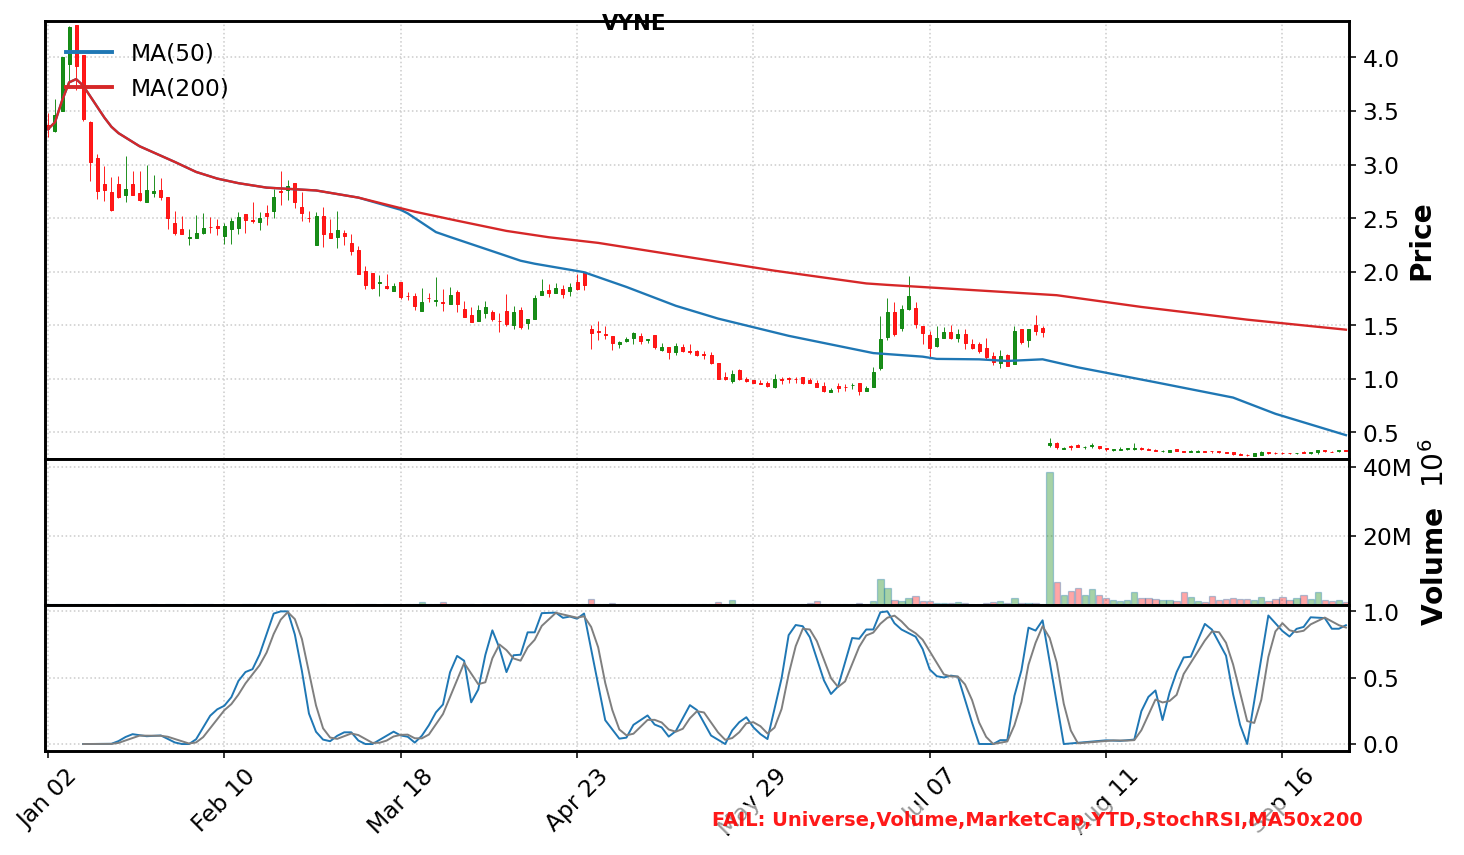 VYNE
MA(50)
MA(200)
4.0
3.5
3.0
2.5
2.0
1.5
1.0
0.5
Price
40M
20M
Volume 10^6
1.0
0.5
0.0
Jan 02
Feb 10
Mar 18
Apr 23
May 29
Jul 07
Aug 11
Sep 16
FAIL: Universe,Volume,MarketCap,YTD,StochRSI,MA50x200